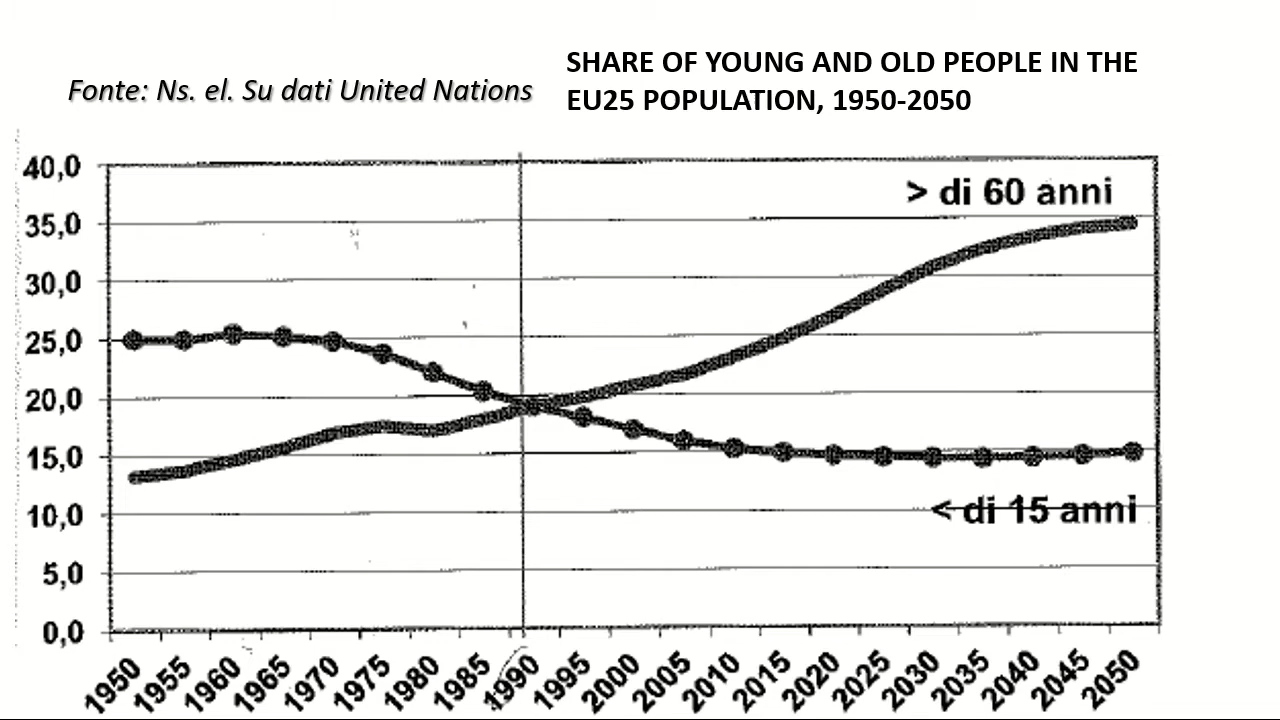 Fonte: Ns. el. Su dati United Nations
SHARE OF YOUNG AND OLD PEOPLE IN THE
EU25 POPULATION, 1950-2050
40,0
35,0
30,0
25,0
20,0
15,0
10,0
5,0
0,0
> di 60 anni
< di 15 anni
1950 1955 1960 1965 1970 1975 1980 1985 1990 1995 2000 2005 2010 2015 2020 2025 2030 2035 2040 2045 2050